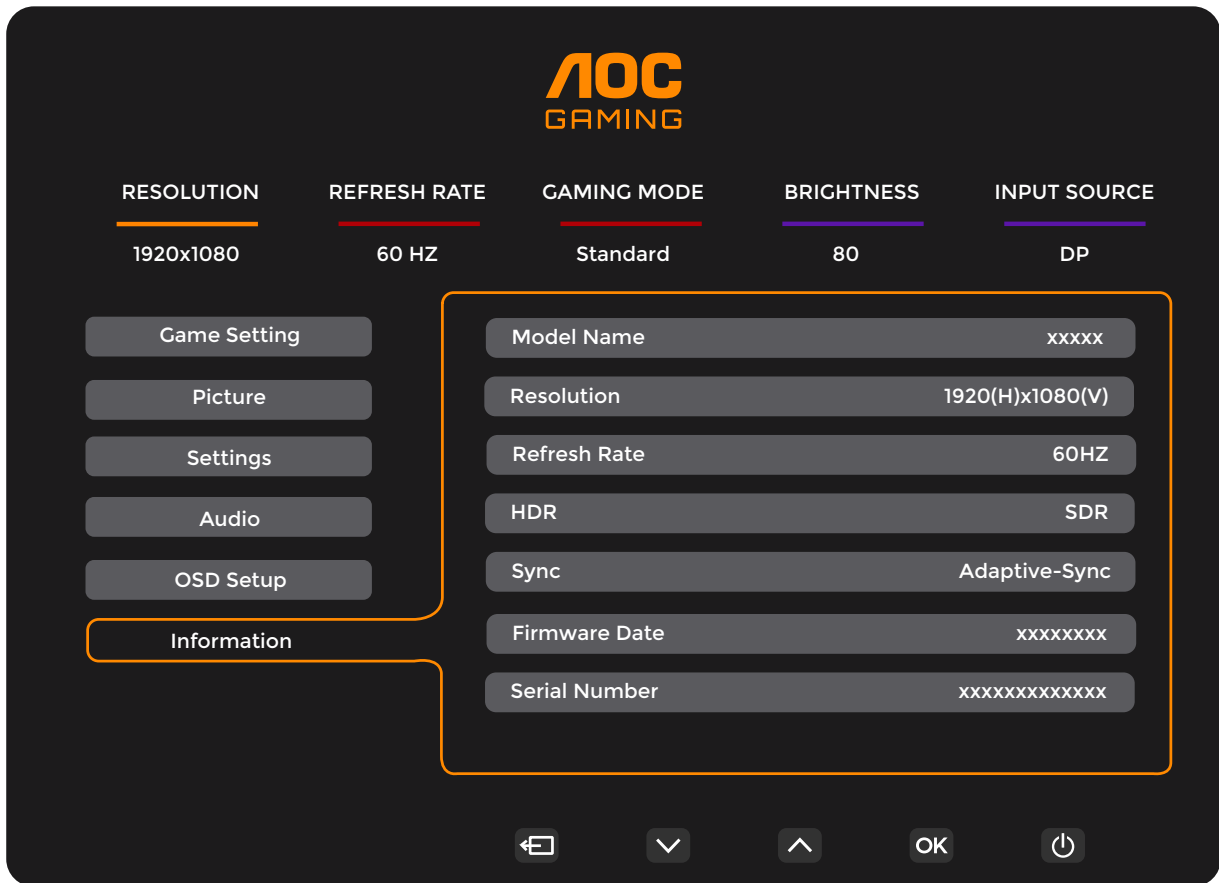 AOC
GAMING
RESOLUTION REFRESH RATE GAMING MODE BRIGHTNESS INPUT SOURCE
1920x1080 60 HZ Standard 80 DP
Game Setting
Picture
Settings
Audio
OSD Setup
Information
Model Name xxxxx
Resolution 1920(H)x1080(V)
Refresh Rate 60HZ
HDR SDR
Sync Adaptive-Sync
Firmware Date xxxxxxxx
Serial Number xxxxxxxxxxxxx
OK